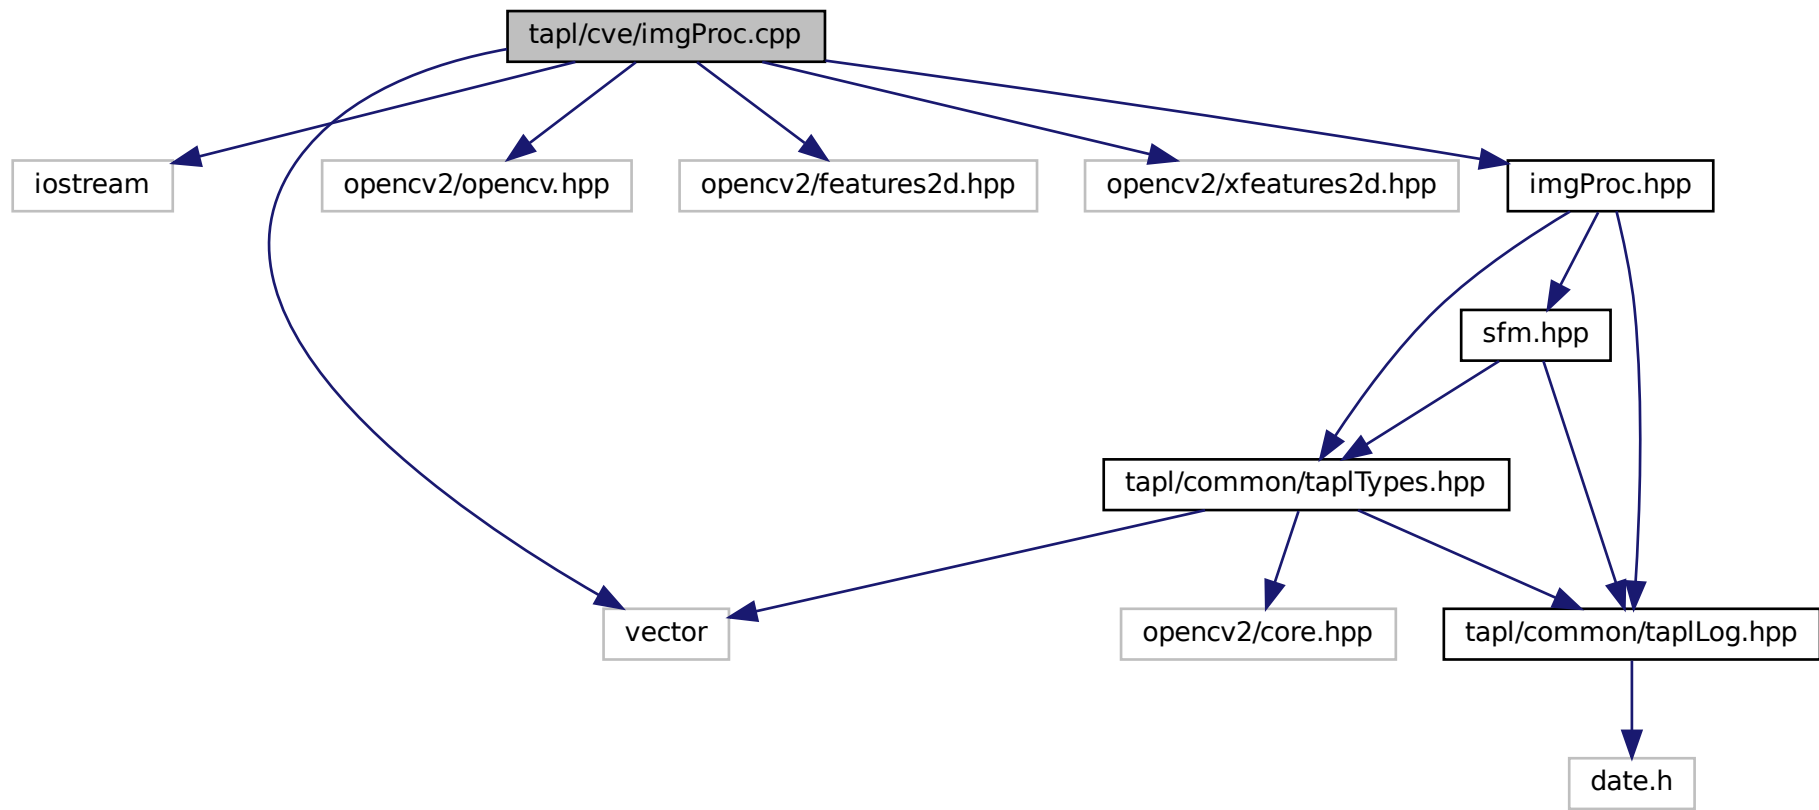 tapl/cve/imgProc.cpp
iostream
opencv2/opencv.hpp
opencv2/features2d.hpp
opencv2/xfeatures2d.hpp
imgProc.hpp
sfm.hpp
tapl/common/taplTypes.hpp
vector
opencv2/core.hpp
tapl/common/taplLog.hpp
date.h